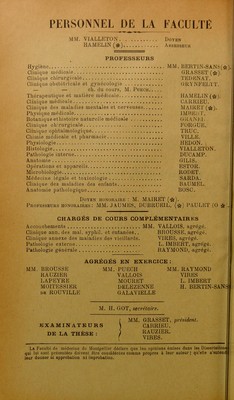 PERSONNEL DE LA FACULTÉ
MM. VIALLETON Doyen
HAMELIN (✻) Assesseur
PROFESSEURS
Hygiène MM. BERTIN-SANS (✻)
Clinique médicale GRASSET (✻)
Clinique chirurgicale TEDENAT.
Clinique obstétricale et gynécologie GRYNFELTT.
— ch. du cours, M. Puech.
Thérapeutique et matière médicale HAMELIN (✻)
Clinique médicale CARRIEU.
Clinique des maladies mentales et nerveuses MAIRET (✻).
Physique médicale IMBERT.
Botanique et histoire naturelle médicale GRANEL.
Clinique chirurgicale FORGUE.
Clinique ophtalmologique TRUC.
Chimie médicale et pharmacie VILLE.
Physiologie HEDON.
Histologie VIALLETON.
Pathologie interne DUCAMP.
Anatomie GILIS.
Opérations et appareils ESTOR.
Microbiologie RODET.
Médecine légale et toxicologie SARDA.
Clinique des maladies des enfants BAUMEL.
Anatomie pathologique BOSC.
Doyen honoraire : M. MAIRET (✻).
Professeurs honoraires : MM. JAUMES, DUBRUEIL (✻) PAULET (O ✻)
CHARGÉS DE COURS COMPLÉMENTAIRES
Accouchements MM. VALLOIS, agrégé.
Clinique ann. des mal. syphil. et cutanées BROUSSE, agrégé.
Clinique annexe des maladies des vieillards VIRES, agrégé.
Pathologie externe L. IMBERT, agrégé.
Pathologie générale RAYMOND, agrégé.
AGRÉGÉS EN EXERCICE :
MM. BROUSSE MM. PUECH MM. RAYMOND
RAUZIER VALLOIS VIRES
LAPEYRE MOURET L. IMBERT
MOITESSIER DELEZENNE H. BERTIN-SANS
de ROUVILLE GALAVIELLE
M. H. GOT, secrétaire.
EXAMINATEURS DE LA THÈSE :
MM. GRASSET, président.
CARRIEU.
RAUZIER.
VIRES.
La Faculté de médecine de Montpellier déclare que les opinions émises dans les Dissertations
qui lui sont présentées doivent être considérées comme propres à leur auteur ; qu'elle n'entend
leur donner ni approbation ni improbation.